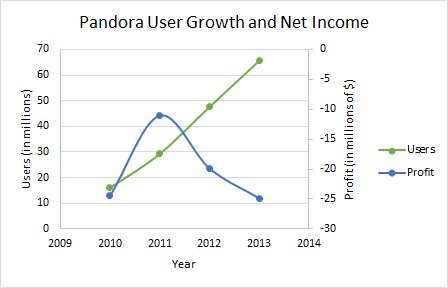 Pandora User Growth and Net Income
70
60
50
40
30
20
10
0
Users (in millions)
0
-5
-10
-15
-20
-25
-30
Profit (in millions of $)
2009 2010 2011 2012 2013 2014
Year
Users
Profit